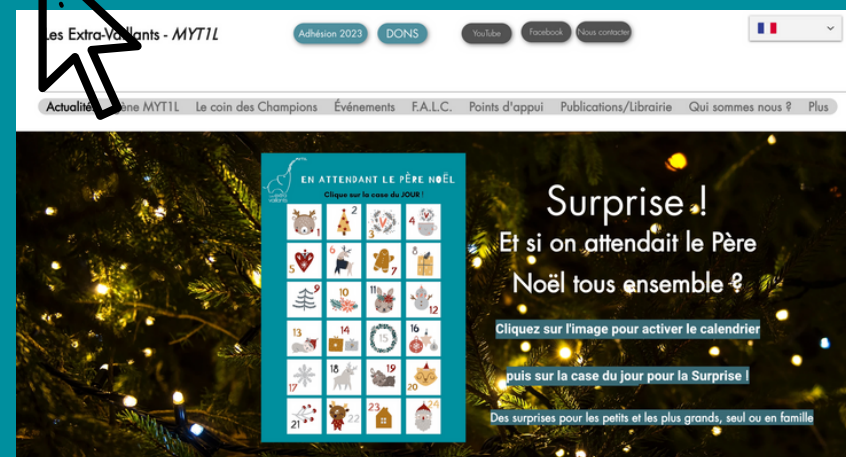 Les Extra-Vaillants - MYT1L
Adhésion 2023
DONS
YouTube
Facebook
Nous contacter
Actualités
gène MYT1L
Le coin des Champions
Événements
F.A.L.C.
Points d'appui
Publications/Librairie
Qui sommes nous ?
Plus
EN ATTENDANT LE PÈRE NOËL
Clique sur la case du JOUR !
1
2
3
4
5
6
7
8
9
10
11
12
13
14
15
16
17
18
19
20
21
22
23
24
Surprise !
Et si on attendait le Père
Noël tous ensemble ?
Cliquez sur l'image pour activer le calendrier
puis sur la case du jour pour la Surprise !
Des surprises pour les petits et les plus grands, seul ou en famille